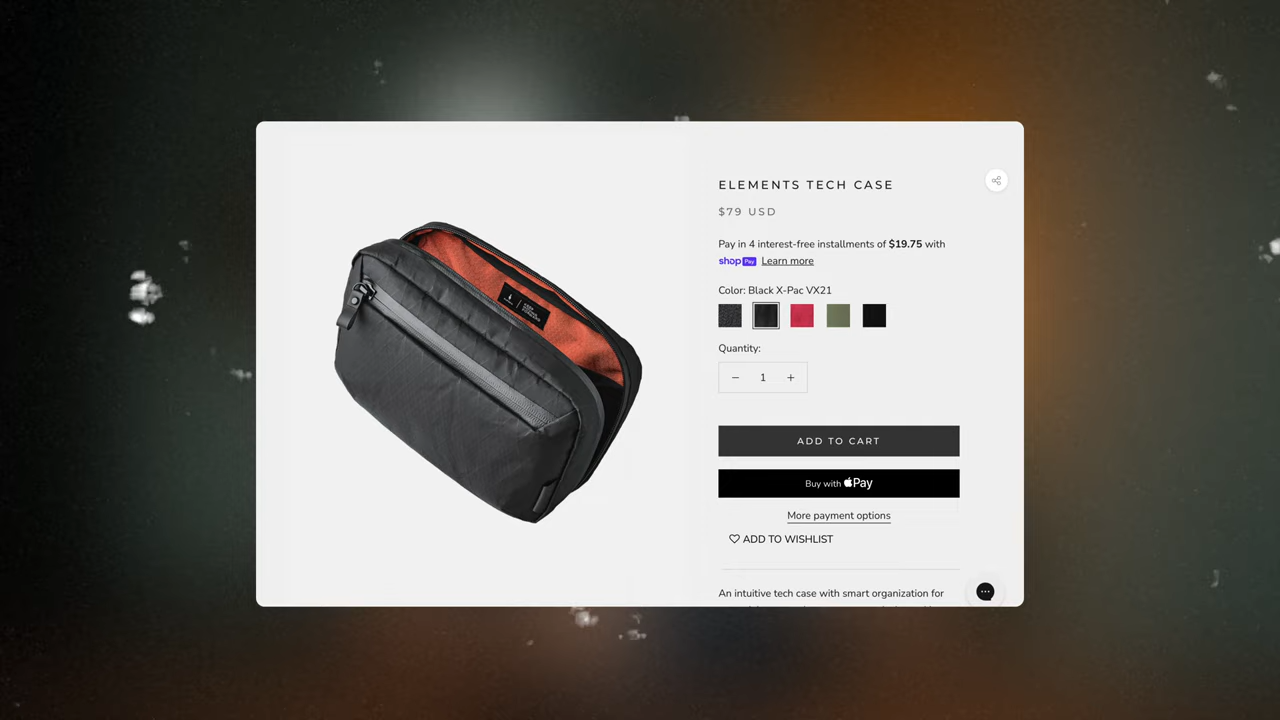 ELEMENTS TECH CASE
$79 USD
Pay in 4 interest-free installments of $19.75 with
shop Pay Learn more
Color: Black X-Pac VX21
Quantity:
− 1 +
ADD TO CART
Buy with Pay
More payment options
ADD TO WISHLIST
An intuitive tech case with smart organization for